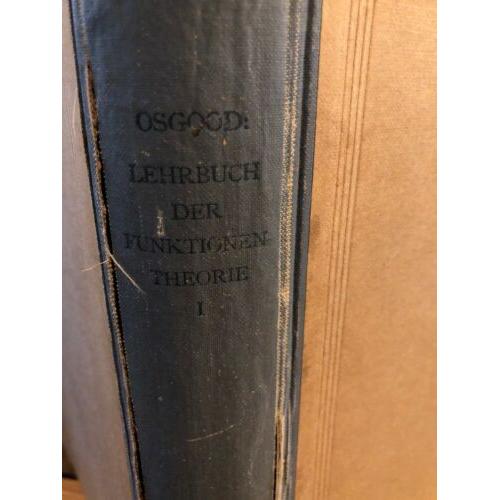 OSGOOD:
LEHRBUCH
DER
FUNKTIONEN-
THEORIE
I